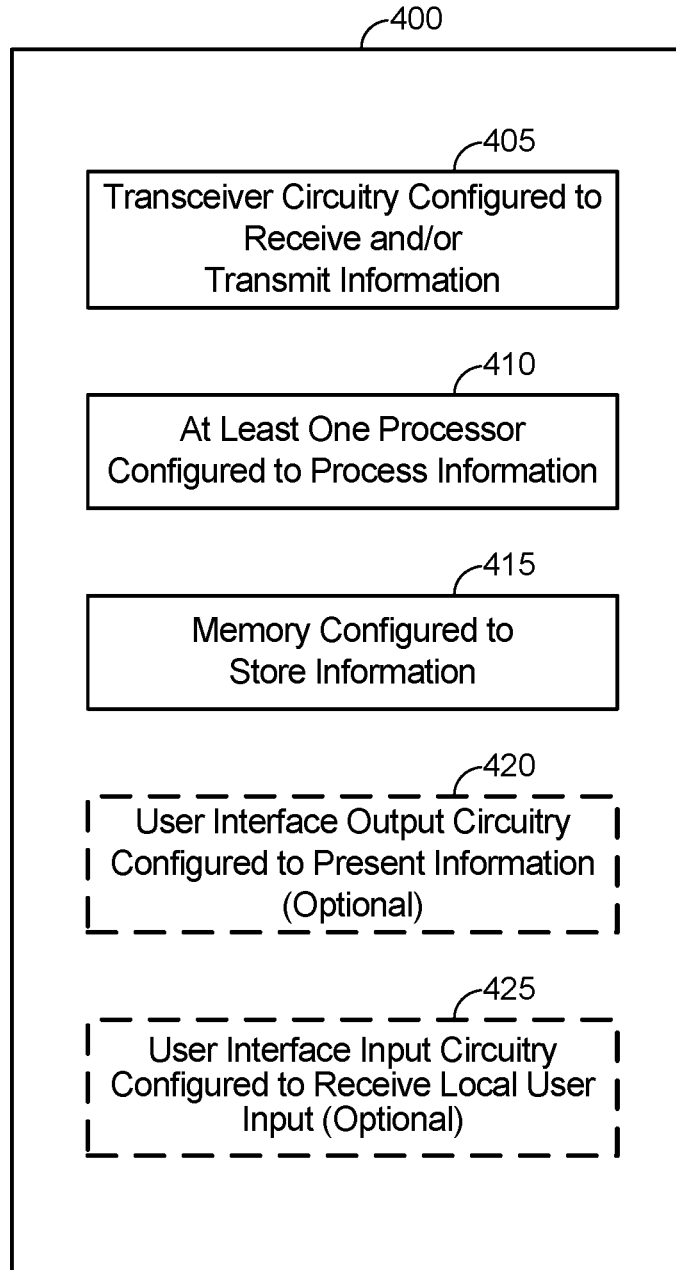 400
405
Transceiver Circuitry Configured to
Receive and/or
Transmit Information
410
At Least One Processor
Configured to Process Information
415
Memory Configured to
Store Information
420
User Interface Output Circuitry
Configured to Present Information
(Optional)
425
User Interface Input Circuitry
Configured to Receive Local User
Input (Optional)